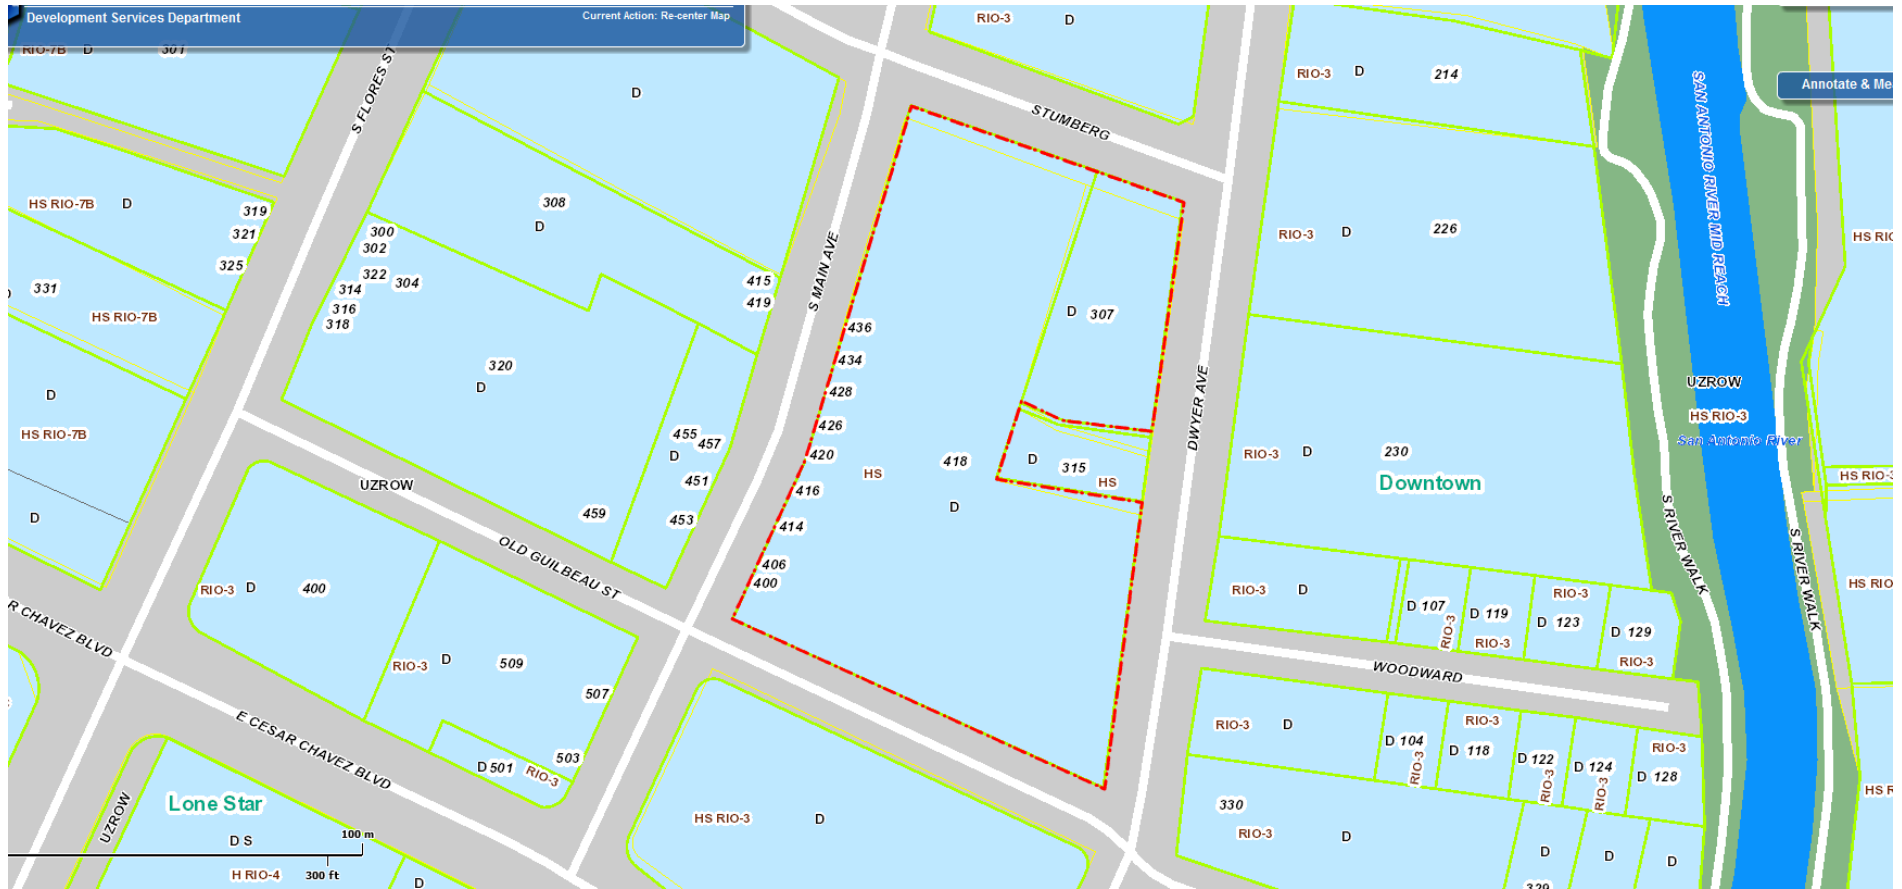 Development Services Department
Current Action: Re-center Map
RIO-3 D
RIO-7B D 301
S FLORES ST
D
STUMBERG
RIO-3 D 214
Annotate & Me
SAN ANTONIO RIVER MID REACH
HS RIO-7B D
319
321
325
331
HS RIO-7B
308
D
300
302
322
304
314
316
318
415
419
S MAIN AVE
RIO-3 D 226
HS RIO
D 307
436
434
428
426
420
416
414
406
400
320
D
D
HS RIO-7B
455
457
D
451
453
459
HS
418
D
D 315
HS
DWYER AVE
RIO-3 D 230
Downtown
UZROW
HS RIO-3
San Antonio River
HS RIO-3
S RIVER WALK
S RIVER WALK
D
UZROW
OLD GUILBEAU ST
RIO-3 D 400
RIO-3 D 509
507
503
D 501
RIO-3
R CHAVEZ BLVD
E CESAR CHAVEZ BLVD
RIO-3 D
D 107
RIO-3
D 119
RIO-3
RIO-3
D 123
D 129
RIO-3
HS RIO
WOODWARD
RIO-3 D
D 104
RIO-3
RIO-3
D 118
D 122
RIO-3
D 124
RIO-3
RIO-3
D 128
HS R
330
RIO-3
D
D
D
D
329
HS RIO-3 D
Lone Star
UZROW
D S
H RIO-4
D
100 m
300 ft